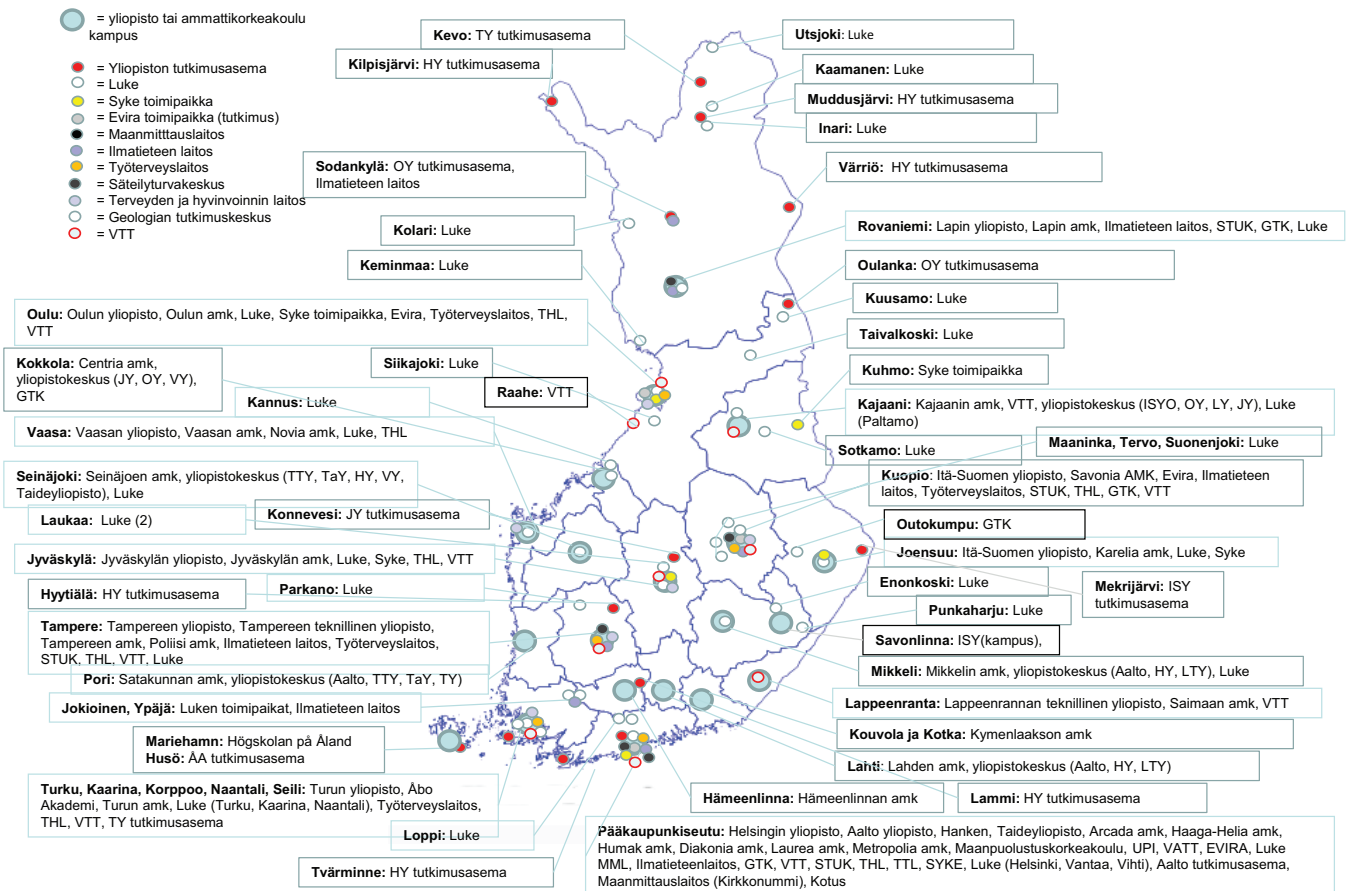 = yliopisto tai ammattikorkeakoulu
kampus
= Yliopiston tutkimusasema
= Luke
= Syke toimipaikka
= Evira toimipaikka (tutkimus)
= Maanmitttauslaitos
= Ilmatieteen laitos
= Työterveyslaitos
= Säteilyturvakeskus
= Terveyden ja hyvinvoinnin laitos
= Geologian tutkimuskeskus
= VTT
Kevo: TY tutkimusasema
Kilpisjärvi: HY tutkimusasema
Utsjoki: Luke
Kaamanen: Luke
Muddusjärvi: HY tutkimusasema
Inari: Luke
Sodankylä: OY tutkimusasema,
Ilmatieteen laitos
Värriö: HY tutkimusasema
Kolari: Luke
Rovaniemi: Lapin yliopisto, Lapin amk, Ilmatieteen laitos, STUK, GTK, Luke
Keminmaa: Luke
Oulanka: OY tutkimusasema
Kuusamo: Luke
Oulu: Oulun yliopisto, Oulun amk, Luke, Syke toimipaikka, Evira, Työterveyslaitos, THL,
VTT
Taivalkoski: Luke
Kokkola: Centria amk,
yliopistokeskus (JY, OY, VY),
GTK
Siikajoki: Luke
Raahe: VTT
Kuhmo: Syke toimipaikka
Kannus: Luke
Kajaani: Kajaanin amk, VTT, yliopistokeskus (ISYO, OY, LY, JY), Luke
(Paltamo)
Vaasa: Vaasan yliopisto, Vaasan amk, Novia amk, Luke, THL
Sotkamo: Luke
Maaninka, Tervo, Suonenjoki: Luke
Seinäjoki: Seinäjoen amk, yliopistokeskus (TTY, TaY, HY, VY,
Taideyliopisto), Luke
Kuopio: Itä-Suomen yliopisto, Savonia AMK, Evira, Ilmatieteen
laitos, Työterveyslaitos, STUK, THL, GTK, VTT
Laukaa: Luke (2)
Konnevesi: JY tutkimusasema
Outokumpu: GTK
Jyväskylä: Jyväskylän yliopisto, Jyväskylän amk, Luke, Syke, THL, VTT
Joensuu: Itä-Suomen yliopisto, Karelia amk, Luke, Syke
Hyytiälä: HY tutkimusasema
Parkano: Luke
Enonkoski: Luke
Mekrijärvi: ISY
tutkimusasema
Punkaharju: Luke
Tampere: Tampereen yliopisto, Tampereen teknillinen yliopisto,
Tampereen amk, Poliisi amk, Ilmatieteen laitos, Työterveyslaitos,
STUK, THL, VTT, Luke
Savonlinna: ISY(kampus),
Pori: Satakunnan amk, yliopistokeskus (Aalto, TTY, TaY, TY)
Mikkeli: Mikkelin amk, yliopistokeskus (Aalto, HY, LTY), Luke
Jokioinen, Ypäjä: Luken toimipaikat, Ilmatieteen laitos
Lappeenranta: Lappeenrannan teknillinen yliopisto, Saimaan amk, VTT
Mariehamn: Högskolan på Åland
Husö: ÅA tutkimusasema
Kouvola ja Kotka: Kymenlaakson amk
Lahti: Lahden amk, yliopistokeskus (Aalto, HY, LTY)
Turku, Kaarina, Korppoo, Naantali, Seili: Turun yliopisto, Åbo
Akademi, Turun amk, Luke (Turku, Kaarina, Naantali), Työterveyslaitos,
THL, VTT, TY tutkimusasema
Hämeenlinna: Hämeenlinnan amk
Lammi: HY tutkimusasema
Loppi: Luke
Tvärminne: HY tutkimusasema
Pääkaupunkiseutu: Helsingin yliopisto, Aalto yliopisto, Hanken, Taideyliopisto, Arcada amk, Haaga-Helia amk,
Humak amk, Diakonia amk, Laurea amk, Metropolia amk, Maanpuolustuskorkeakoulu, UPI, VATT, EVIRA, Luke
MML, Ilmatieteenlaitos, GTK, VTT, STUK, THL, TTL, SYKE, Luke (Helsinki, Vantaa, Vihti), Aalto tutkimusasema,
Maanmittauslaitos (Kirkkonummi), Kotus